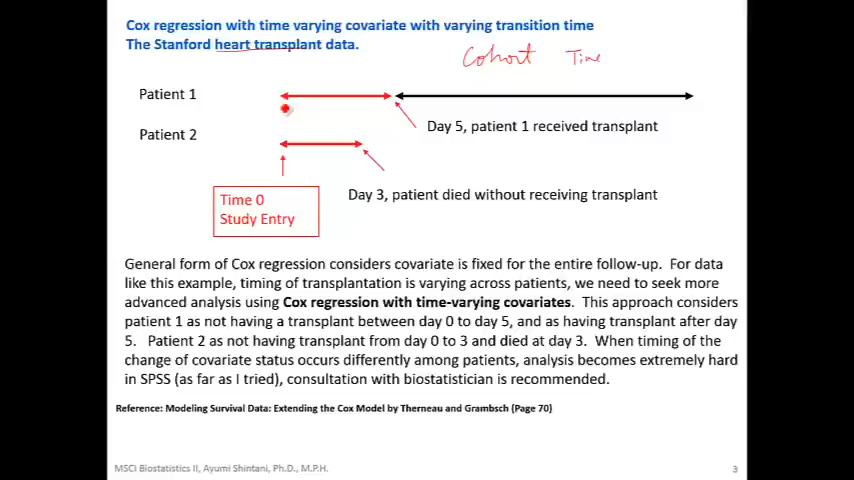 Cox regression with time varying covariate with varying transition time
The Stanford heart transplant data.
Cohort Time
Patient 1
Day 5, patient 1 received transplant
Patient 2
Day 3, patient died without receiving transplant
Time 0
Study Entry
General form of Cox regression considers covariate is fixed for the entire follow-up. For data
like this example, timing of transplantation is varying across patients, we need to seek more
advanced analysis using Cox regression with time-varying covariates. This approach considers
patient 1 as not having a transplant between day 0 to day 5, and as having transplant after day
5. Patient 2 as not having transplant from day 0 to 3 and died at day 3. When timing of the
change of covariate status occurs differently among patients, analysis becomes extremely hard
in SPSS (as far as I tried), consultation with biostatistician is recommended.
Reference: Modeling Survival Data: Extending the Cox Model by Therneau and Grambsch (Page 70)
MSCI Biostatistics II, Ayumi Shintani, Ph.D., M.P.H.
3